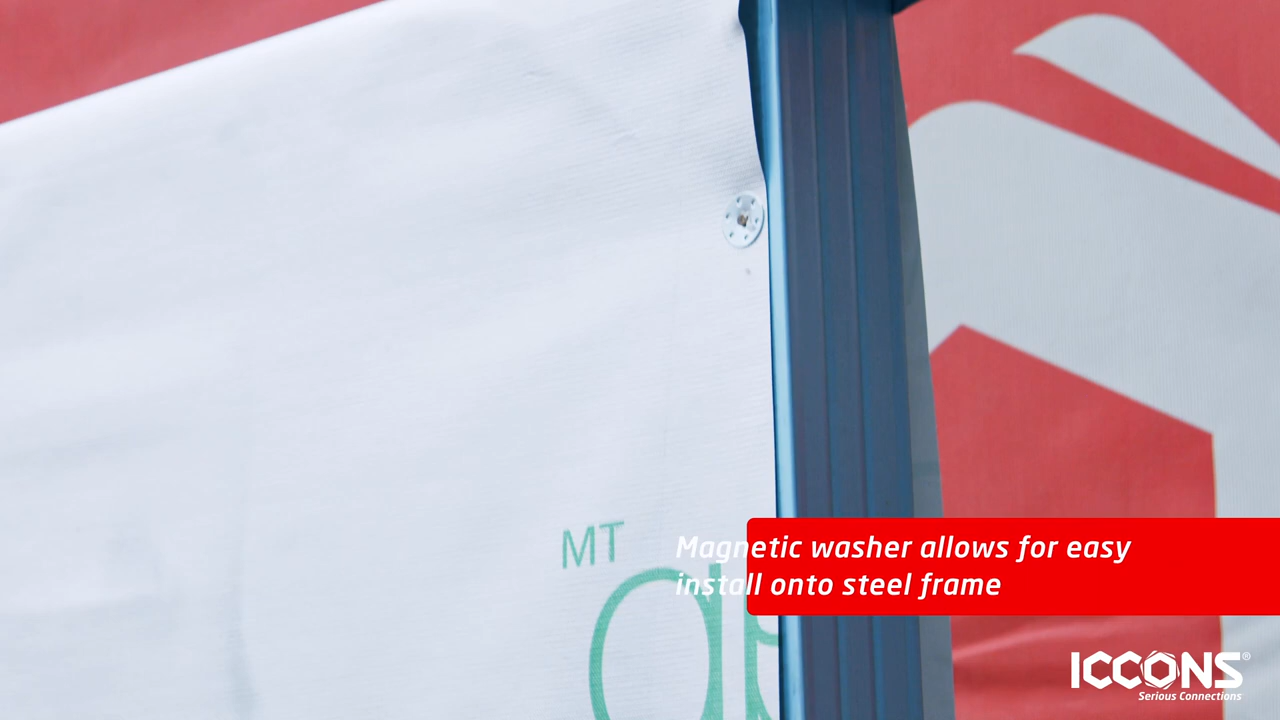 MT
Magnetic washer allows for easy
install onto steel frame
ICCONS®
Serious Connections